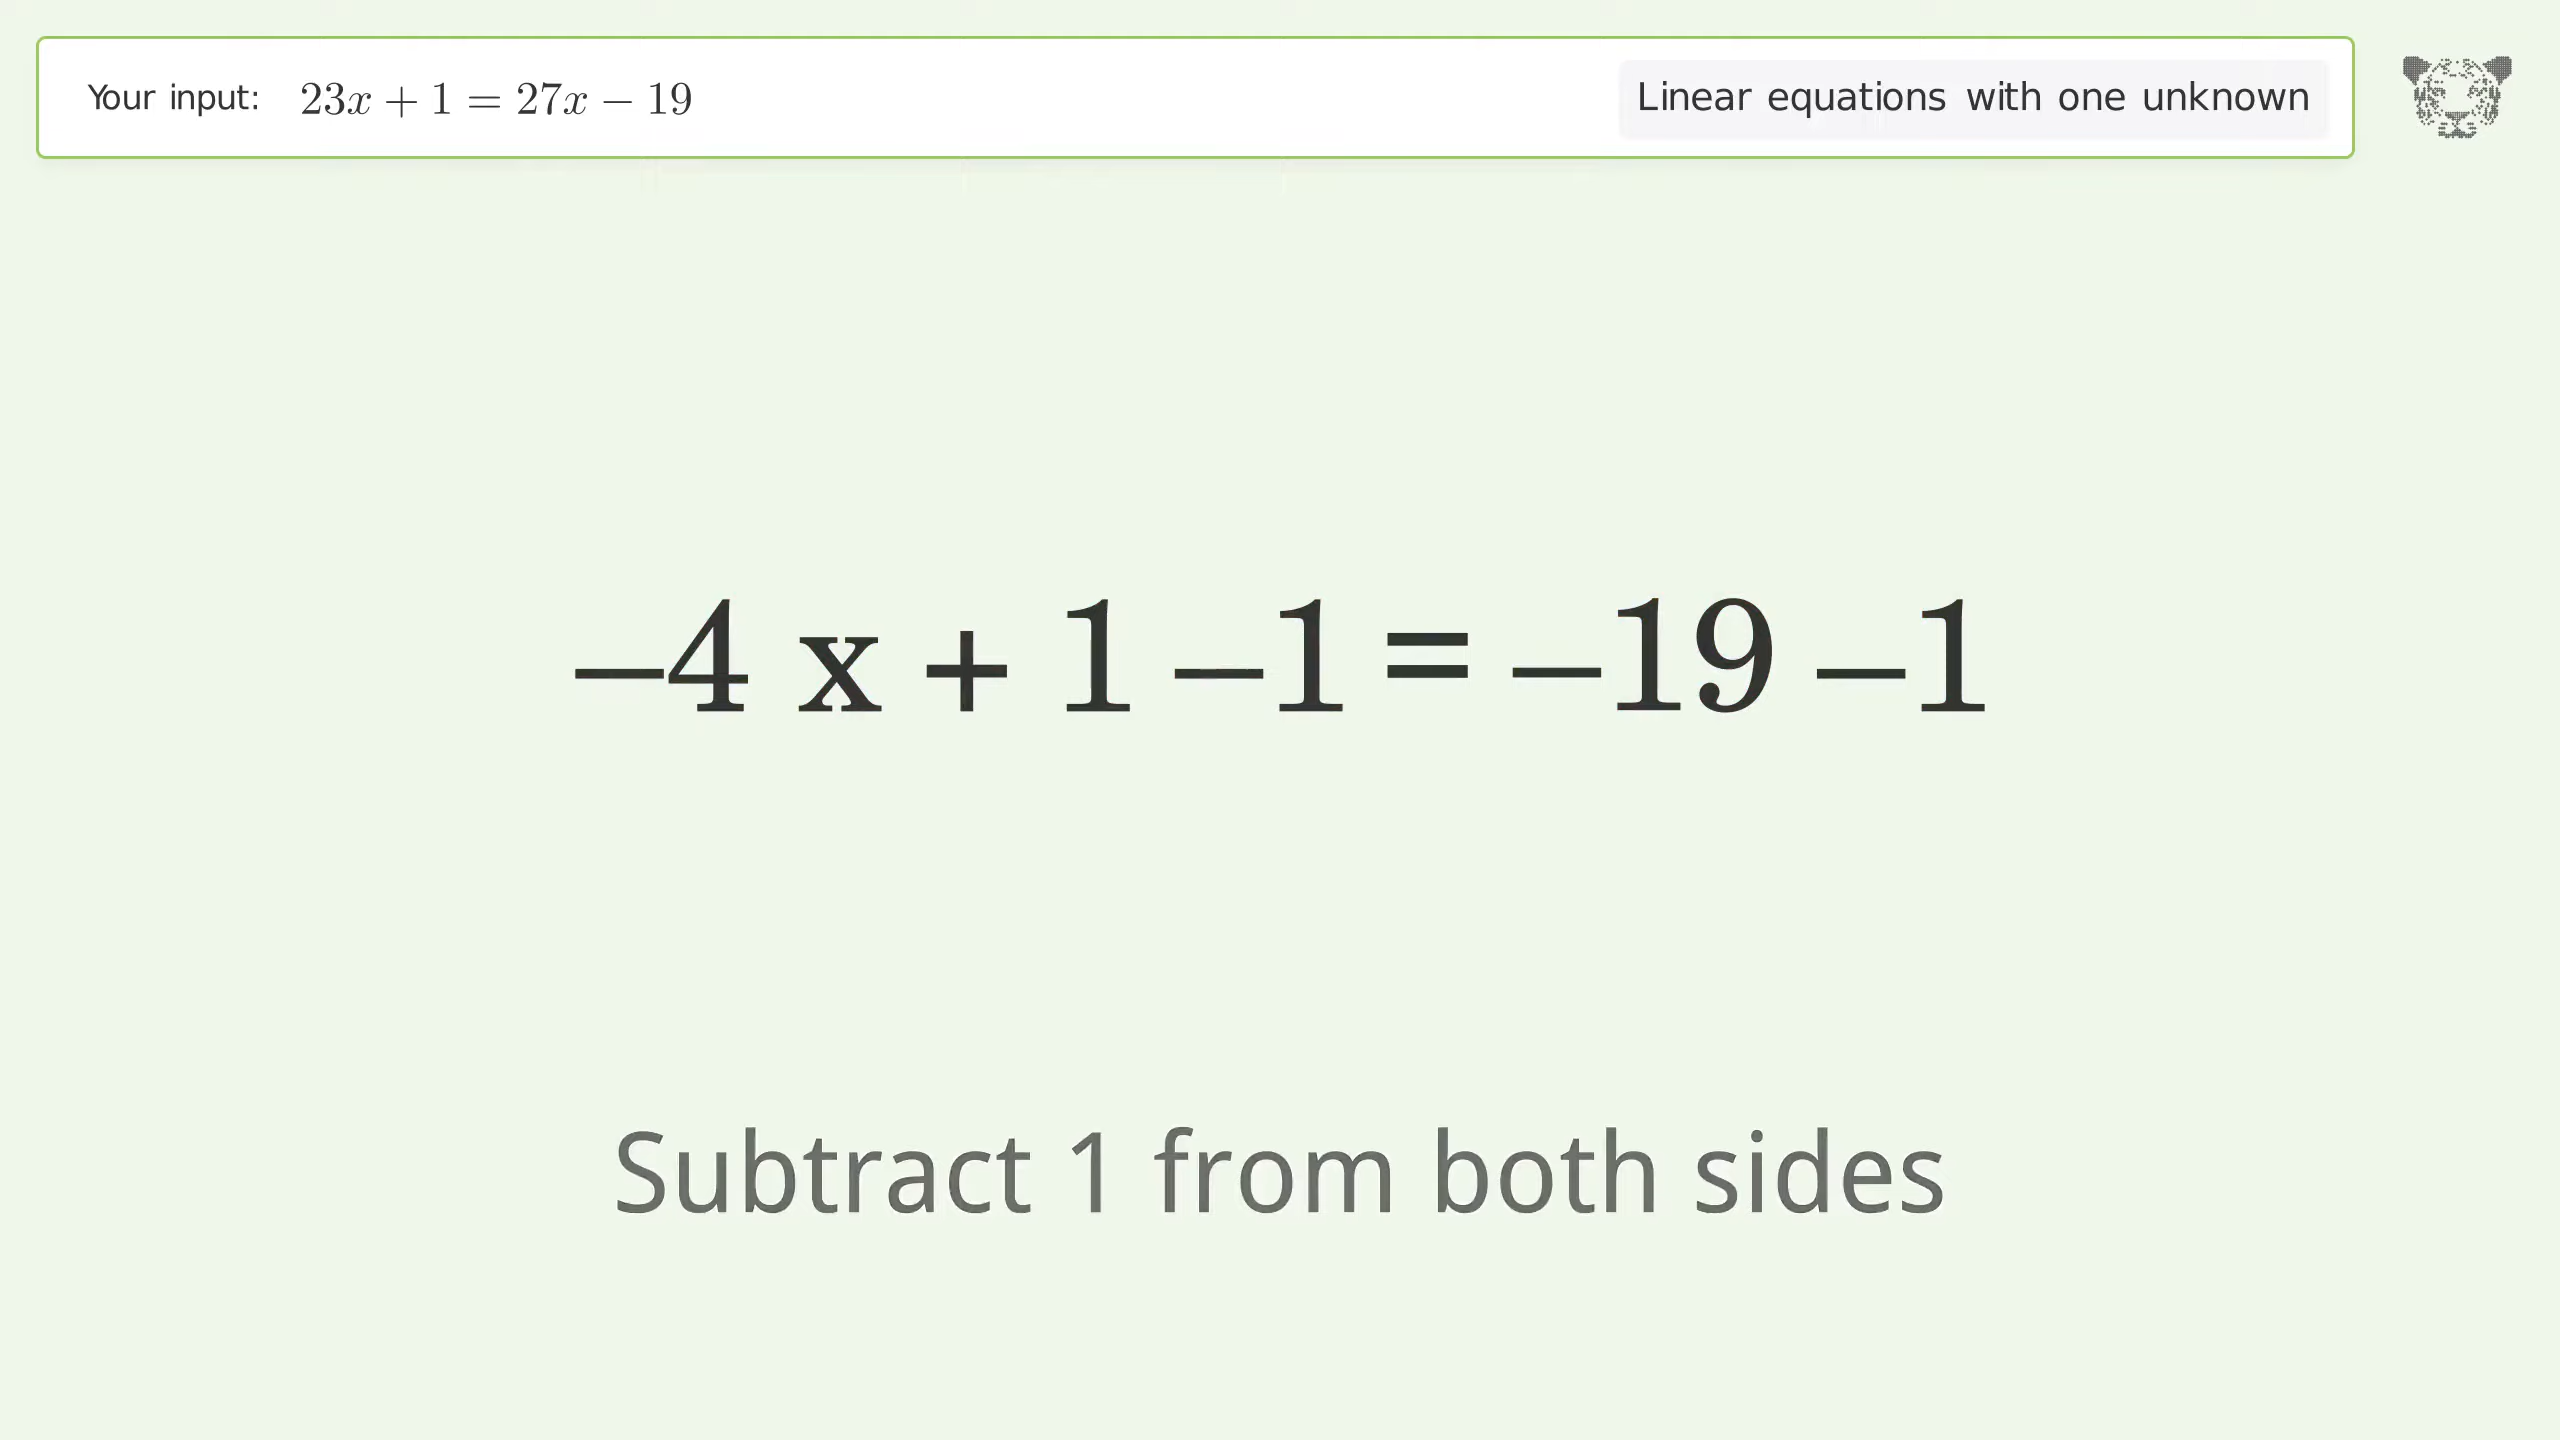 Your input: 23x + 1 = 27x − 19
Linear equations with one unknown
–4 x + 1 –1 = –19 –1
Subtract 1 from both sides